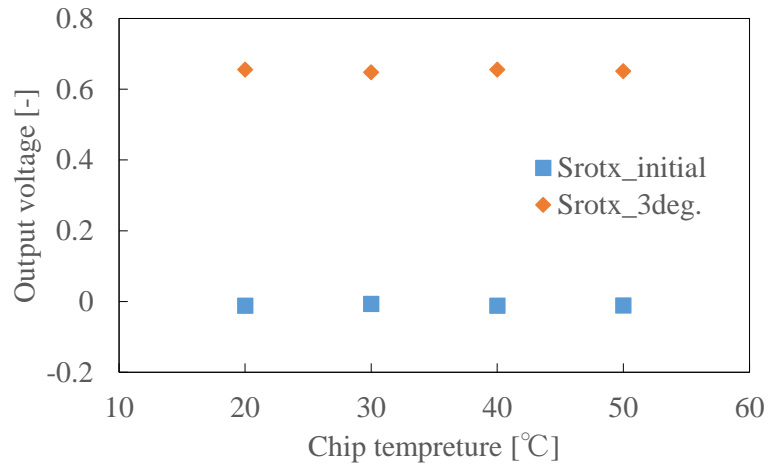 0.8
0.6
0.4
0.2
0
-0.2
Output voltage [-]
Srotx_initial
Srotx_3deg.
10 20 30 40 50 60
Chip tempreture [℃]